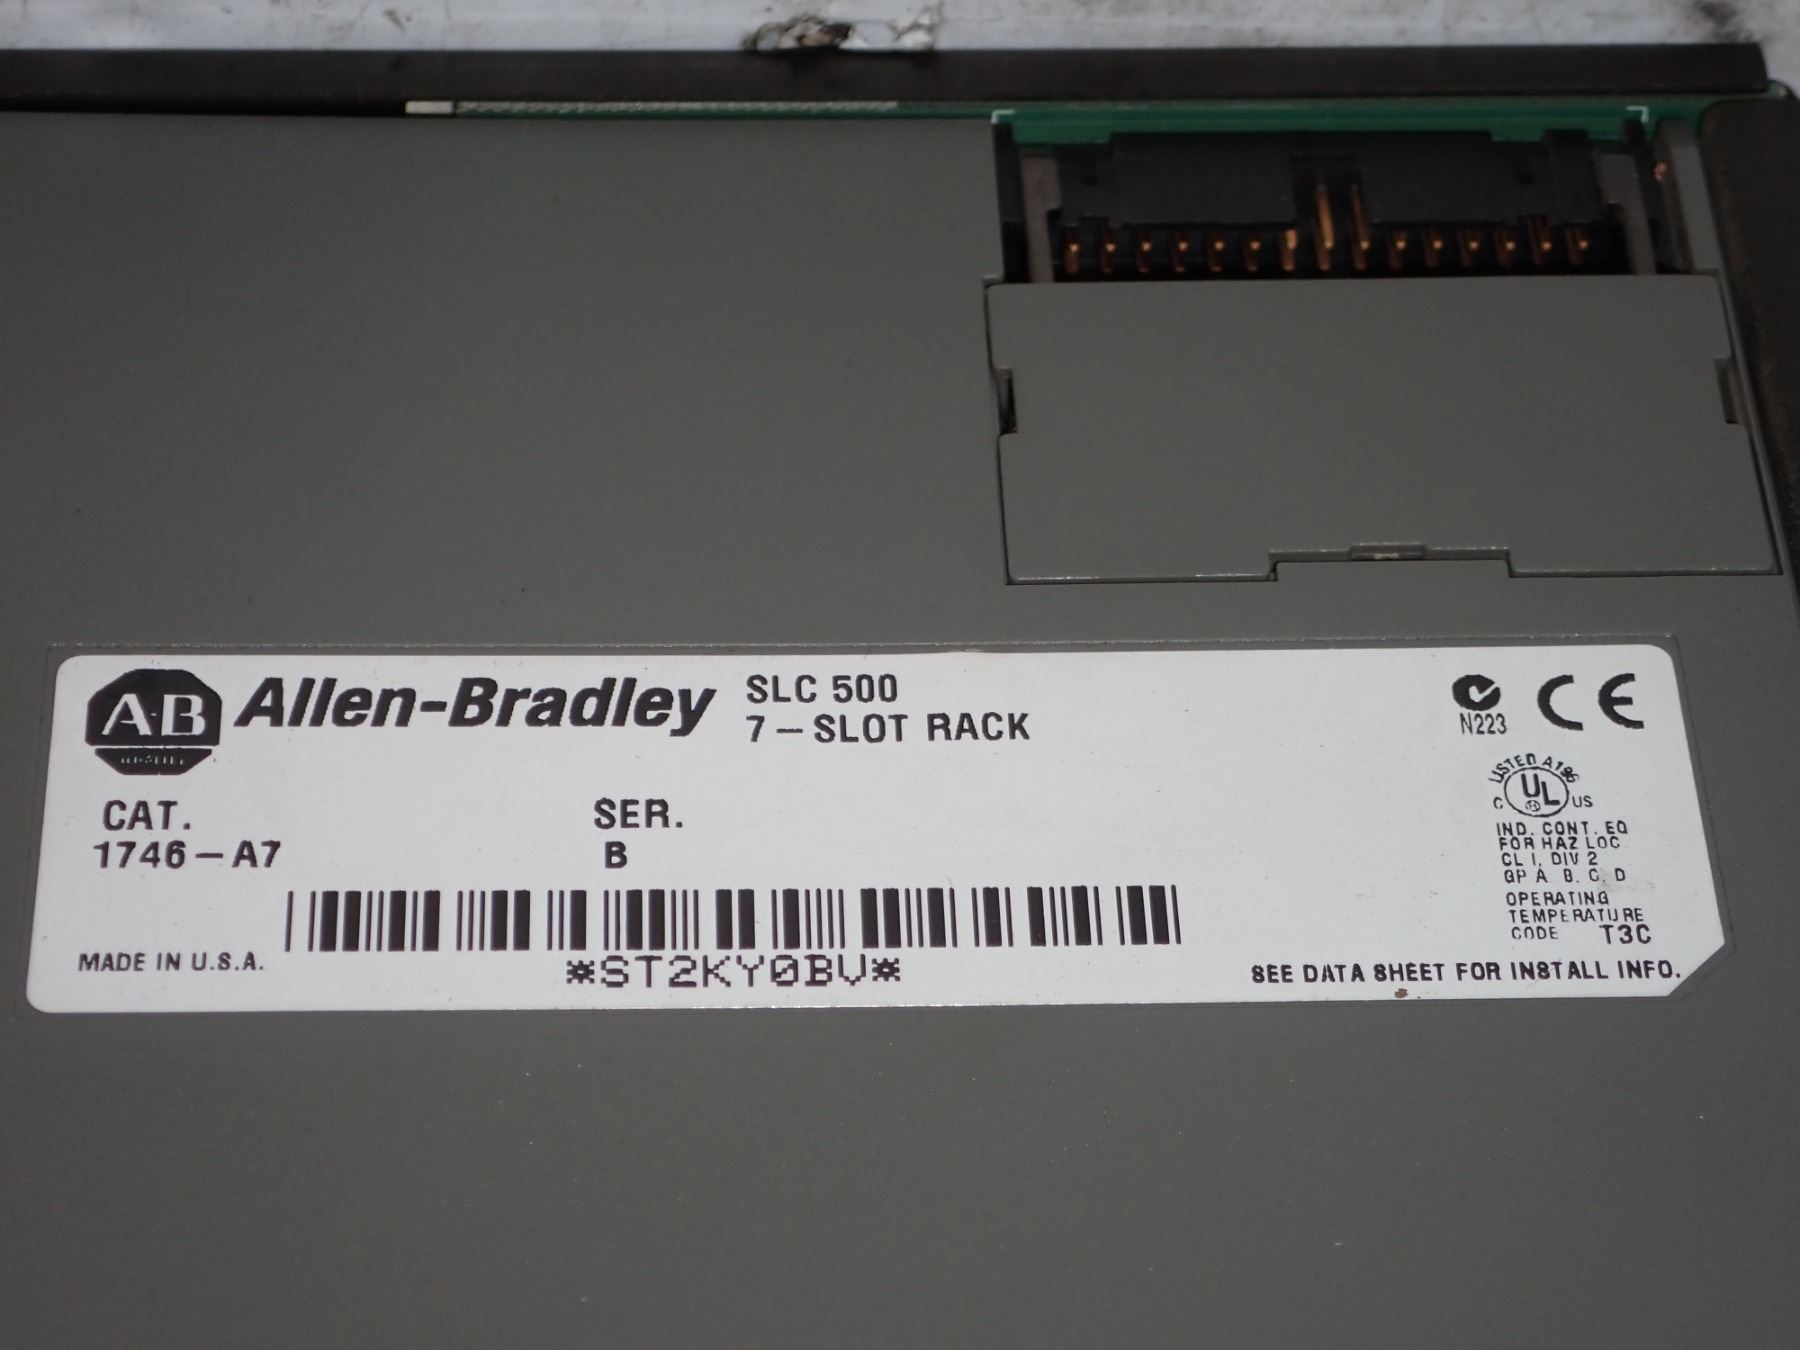 A·B Allen-Bradley SLC 500
7-SLOT RACK
N223 CE
LISTED A196
C UL US
CAT. SER.
1746-A7 B
IND. CONT. EQ
FOR HAZ LOC
CL I, DIV 2
GP A. B. C. D
OPERATING
TEMPERATURE
CODE T3C
MADE IN U.S.A.
*ST2KY0BV*
SEE DATA SHEET FOR INSTALL INFO.